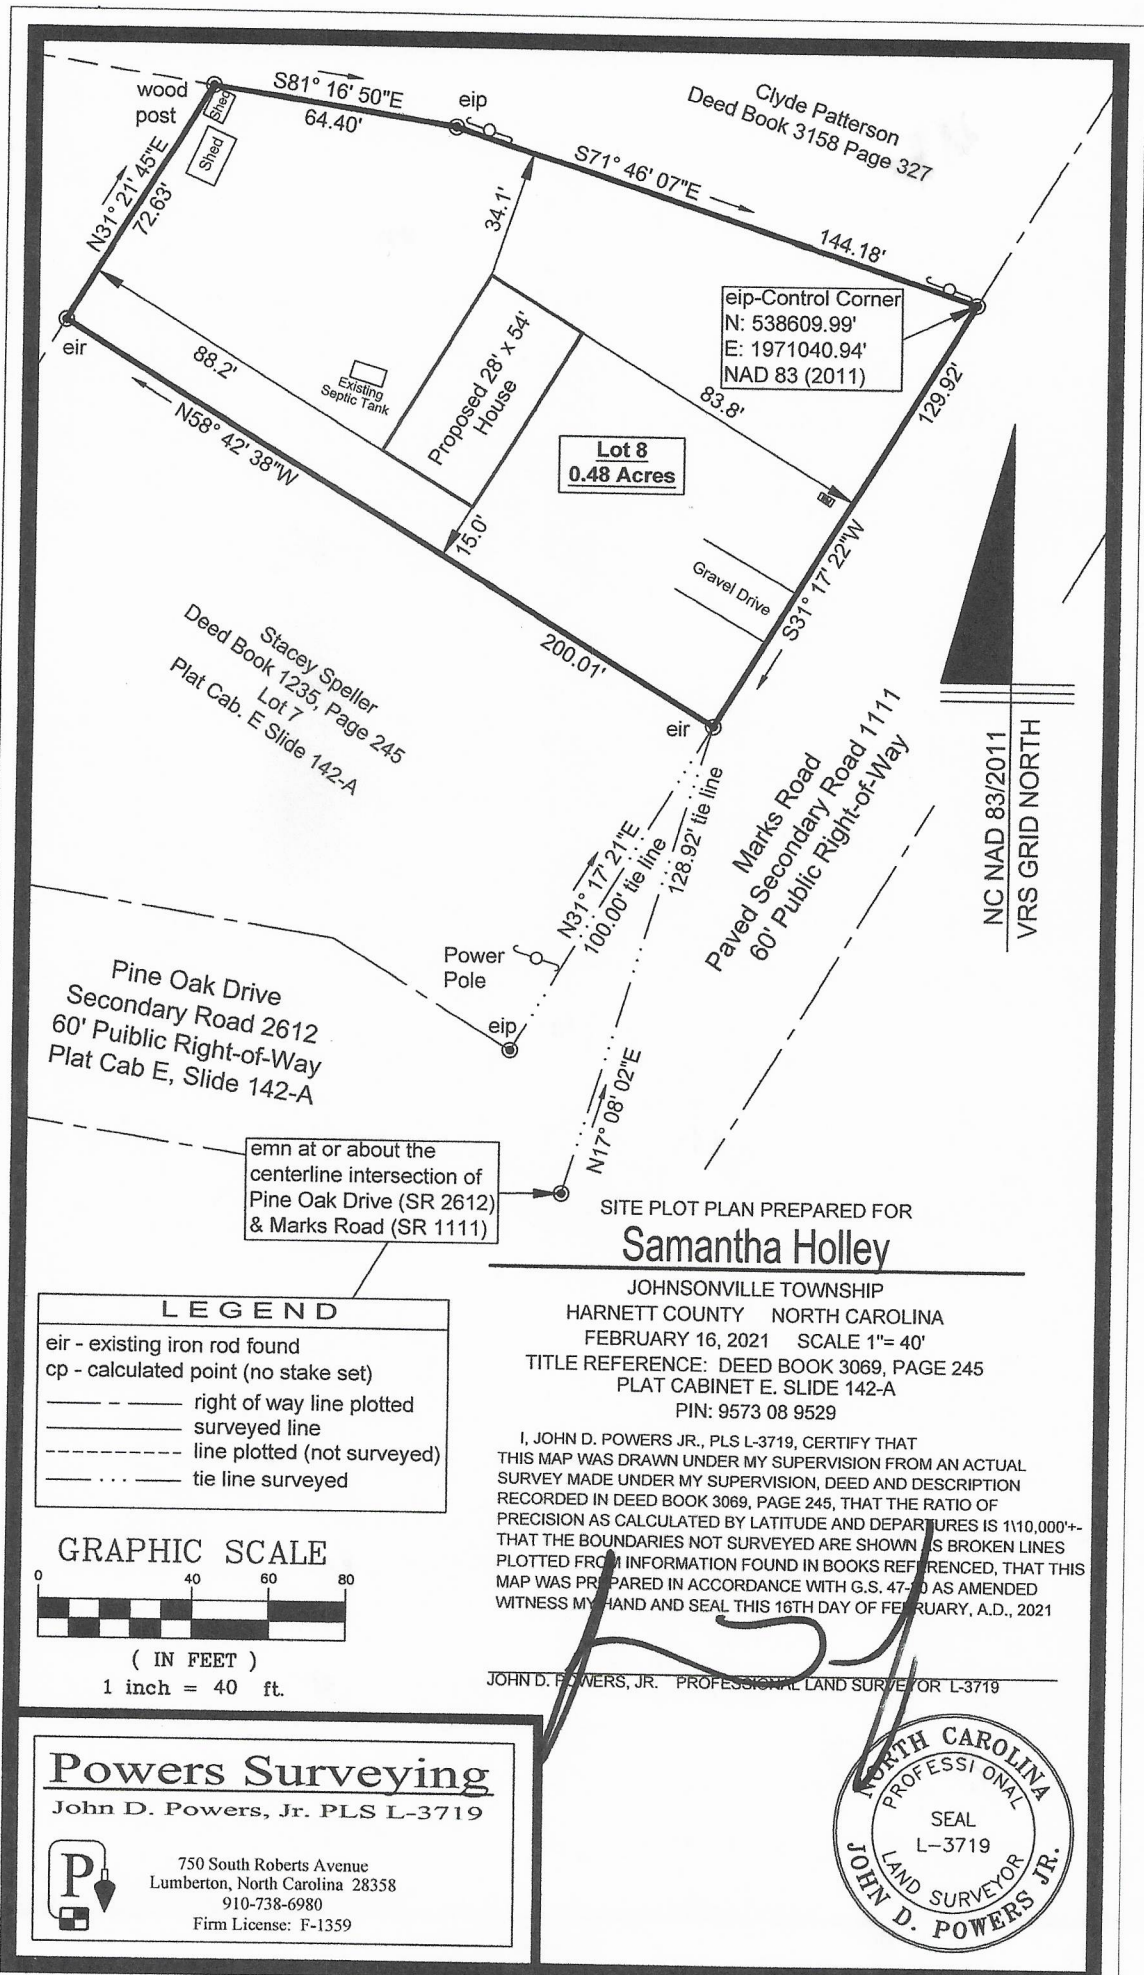 wood
post
Shed
Shed
S81° 16' 50"E
64.40'
eip
Clyde Patterson
Deed Book 3158 Page 327
S71° 46' 07"E
144.18'
N31° 21' 45"E
72.63'
34.1'
eip-Control Corner
N: 538609.99'
E: 1971040.94'
NAD 83 (2011)
eir
88.2'
Existing
Septic Tank
Proposed 28' x 54'
House
83.8'
129.92'
N58° 42' 38"W
Lot 8
0.48 Acres
15.0'
Gravel Drive
S31° 17' 22"W
200.01'
Stacey Speller
Deed Book 1235, Page 245
Lot 7
Plat Cab. E Slide 142-A
eir
Marks Road
Paved Secondary Road 1111
60' Public Right-of-Way
NC NAD 83/2011
VRS GRID NORTH
N31° 17' 21"E
100.00' tie line
128.92' tie line
Power
Pole
eip
Pine Oak Drive
Secondary Road 2612
60' Puiblic Right-of-Way
Plat Cab E, Slide 142-A
N17° 08' 02"E
emn at or about the
centerline intersection of
Pine Oak Drive (SR 2612)
& Marks Road (SR 1111)
SITE PLOT PLAN PREPARED FOR
Samantha Holley
JOHNSONVILLE TOWNSHIP
HARNETT COUNTY NORTH CAROLINA
FEBRUARY 16, 2021 SCALE 1"= 40'
TITLE REFERENCE: DEED BOOK 3069, PAGE 245
PLAT CABINET E. SLIDE 142-A
PIN: 9573 08 9529
LEGEND
eir - existing iron rod found
cp - calculated point (no stake set)
right of way line plotted
surveyed line
line plotted (not surveyed)
tie line surveyed
I, JOHN D. POWERS JR., PLS L-3719, CERTIFY THAT
THIS MAP WAS DRAWN UNDER MY SUPERVISION FROM AN ACTUAL
SURVEY MADE UNDER MY SUPERVISION, DEED AND DESCRIPTION
RECORDED IN DEED BOOK 3069, PAGE 245, THAT THE RATIO OF
PRECISION AS CALCULATED BY LATITUDE AND DEPARTURES IS 1\10,000'+-
THAT THE BOUNDARIES NOT SURVEYED ARE SHOWN AS BROKEN LINES
PLOTTED FROM INFORMATION FOUND IN BOOKS REFERENCED, THAT THIS
MAP WAS PREPARED IN ACCORDANCE WITH G.S. 47-30 AS AMENDED
WITNESS MY HAND AND SEAL THIS 16TH DAY OF FEBRUARY, A.D., 2021
JOHN D. POWERS, JR. PROFESSIONAL LAND SURVEYOR L-3719
GRAPHIC SCALE
0 40 60 80
( IN FEET )
1 inch = 40 ft.
Powers Surveying
John D. Powers, Jr. PLS L-3719
P
750 South Roberts Avenue
Lumberton, North Carolina 28358
910-738-6980
Firm License: F-1359
NORTH CAROLINA
PROFESSIONAL
SEAL
L-3719
LAND SURVEYOR
JOHN D. POWERS JR.